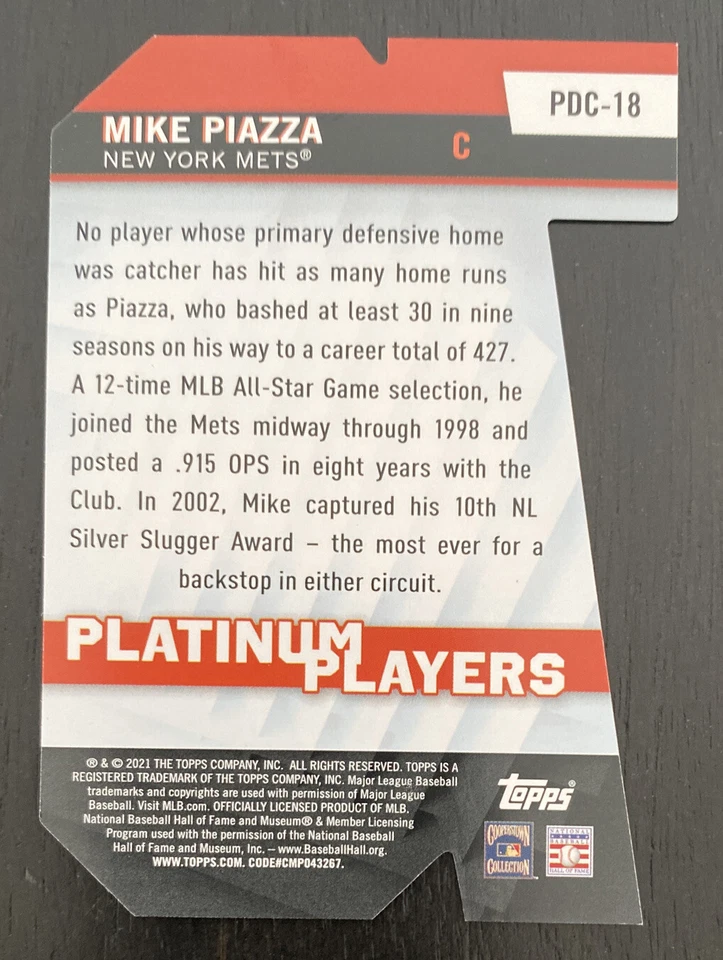 PDC-18
MIKE PIAZZA
NEW YORK METS®
C
No player whose primary defensive home
was catcher has hit as many home runs
as Piazza, who bashed at least 30 in nine
seasons on his way to a career total of 427.
A 12-time MLB All-Star Game selection, he
joined the Mets midway through 1998 and
posted a .915 OPS in eight years with the
Club. In 2002, Mike captured his 10th NL
Silver Slugger Award – the most ever for a
backstop in either circuit.
PLATINUM
PLAYERS
® & © 2021 THE TOPPS COMPANY, INC. ALL RIGHTS RESERVED. TOPPS IS A
REGISTERED TRADEMARK OF THE TOPPS COMPANY, INC. Major League Baseball
trademarks and copyrights are used with permission of Major League
Baseball. Visit MLB.com. OFFICIALLY LICENSED PRODUCT OF MLB.
National Baseball Hall of Fame and Museum® & Member Licensing
Program used with the permission of the National Baseball
Hall of Fame and Museum, Inc. – www.BaseballHall.org.
WWW.TOPPS.COM. CODE#CMP043267.
topps®
COOPERSTOWN
COLLECTION
NATIONAL
BASEBALL
HALL OF FAME